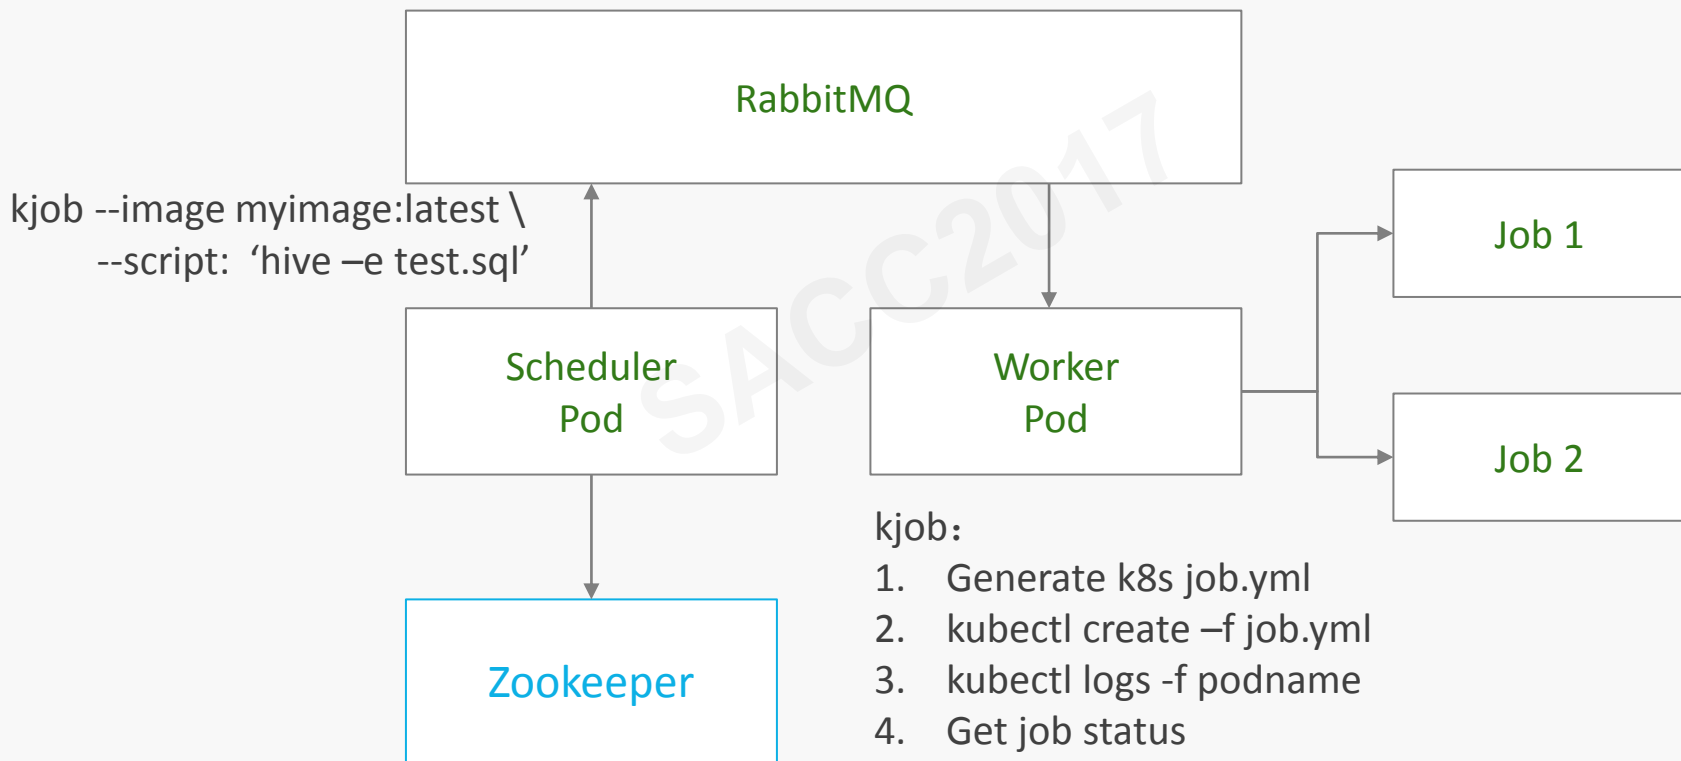 RabbitMQ
kjob --image myimage:latest \
--script: ‘hive –e test.sql’
Job 1
Scheduler
Pod
Worker
Pod
Job 2
kjob：
1. Generate k8s job.yml
2. kubectl create –f job.yml
3. kubectl logs -f podname
4. Get job status
Zookeeper
SACC2017